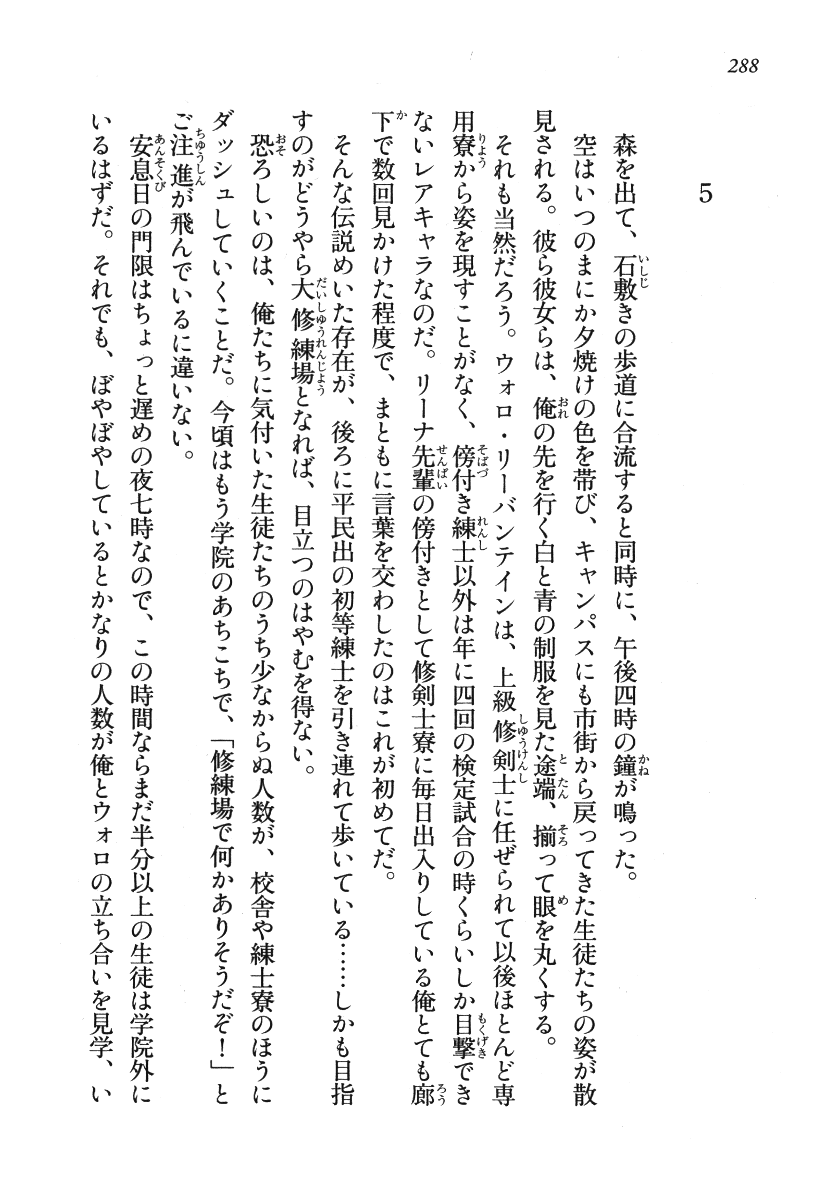 288
5
森を出て、石敷きの歩道に合流すると同時に、午後四時の鐘が鳴った。
空はいつのまにか夕焼けの色を帯び、キャンパスにも市街から戻ってきた生徒たちの姿が散
見される。彼ら彼女らは、俺の先を行く白と青の制服を見た途端、揃って眼を丸くする。
それも当然だろう。ウォロ・リーバンテインは、上級修剣士に任ぜられて以後ほとんど専
用寮から姿を現すことがなく、傍付き練士以外は年に四回の検定試合の時くらいしか目撃でき
ないレアキャラなのだ。リーナ先輩の傍付きとして修剣士寮に毎日出入りしている俺とても廊
下で数回見かけた程度で、まともに言葉を交わしたのはこれが初めてだ。
そんな伝説めいた存在が、後ろに平民出の初等練士を引き連れて歩いている……しかも目指
すのがどうやら大修練場となれば、目立つのはやむを得ない。
恐ろしいのは、俺たちに気付いた生徒たちのうち少なからぬ人数が、校舎や練士寮のほうに
ダッシュしていくことだ。今頃はもう学院のあちこちで、「修練場で何かありそうだぞ！」と
ご注進が飛んでいるに違いない。
安息日の門限はちょっと遅めの夜七時なので、この時間ならまだ半分以上の生徒は学院外に
いるはずだ。それでも、ぼやぼやしているとかなりの人数が俺とウォロの立ち合いを見学、い